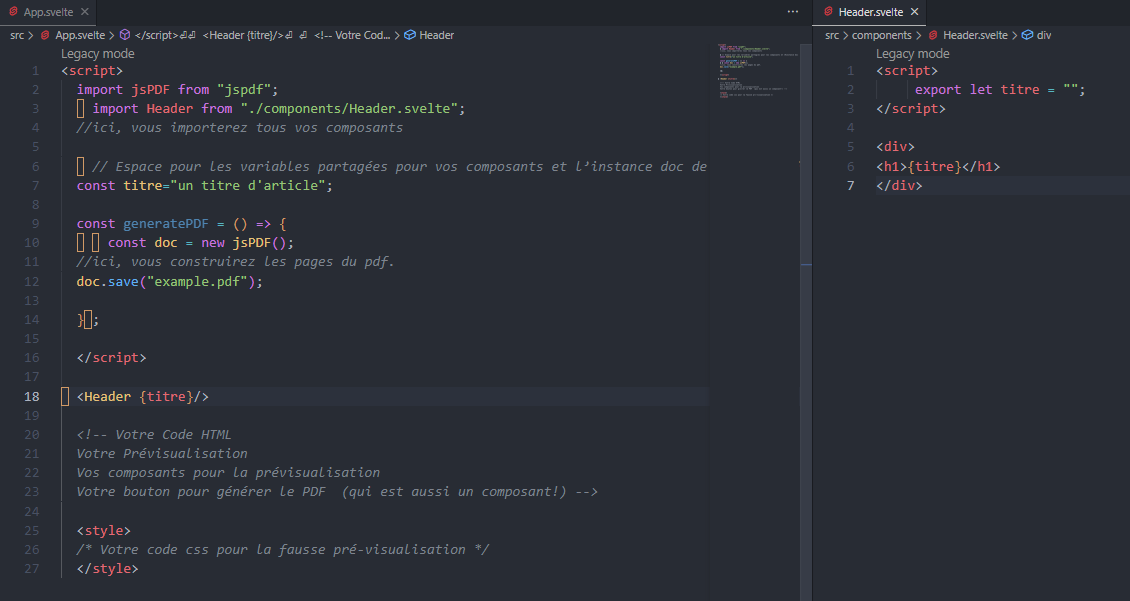 App.svelte
src > App.svelte > </script>⏎⏎ <Header {titre}/>⏎ ⏎ <!-- Votre Cod... > Header
Legacy mode
1 <script>
2 import jsPDF from "jspdf";
3 import Header from "./components/Header.svelte";
4 //ici, vous importerez tous vos composants
5
6 // Espace pour les variables partagées pour vos composants et l'instance doc de
7 const titre="un titre d'article";
8
9 const generatePDF = () => {
10 const doc = new jsPDF();
11 //ici, vous construirez les pages du pdf.
12 doc.save("example.pdf");
13
14 };
15
16 </script>
17
18 <Header {titre}/>
19
20 <!-- Votre Code HTML
21 Votre Prévisualisation
22 Vos composants pour la prévisualisation
23 Votre bouton pour générer le PDF  (qui est aussi un composant!) -->
24
25 <style>
26 /* Votre code css pour la fausse pré-visualisation */
27 </style>
Header.svelte
src > components > Header.svelte > div
Legacy mode
1 <script>
2 export let titre = "";
3 </script>
4
5 <div>
6 <h1>{titre}</h1>
7 </div>